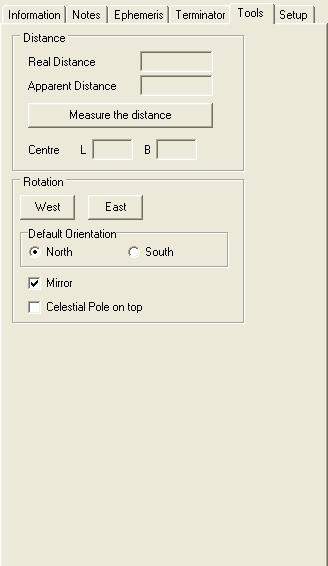 Information Notes Ephemeris Terminator Tools Setup
Distance
Real Distance
Apparent Distance
Measure the distance
Centre L B
Rotation
West East
Default Orientation
North South
Mirror
Celestial Pole on top